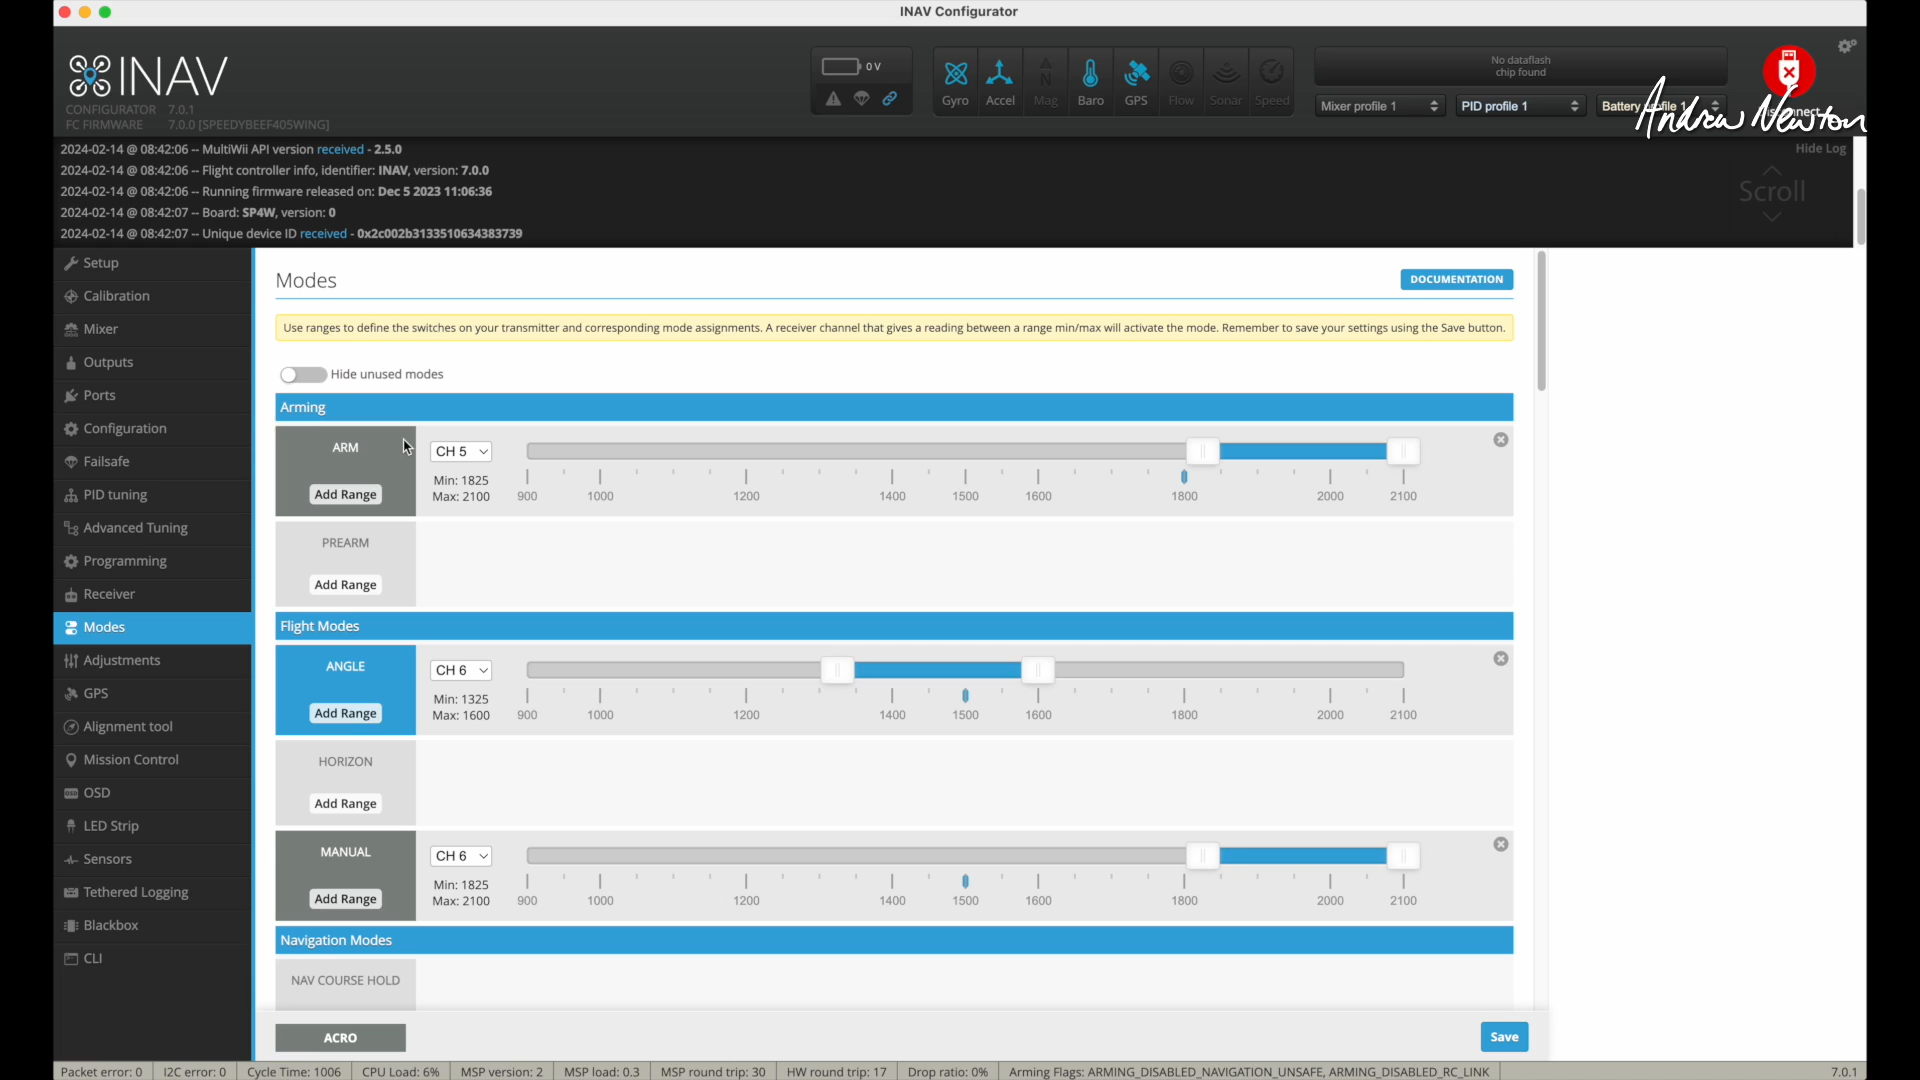 INAV Configurator
INAV
CONFIGURATOR 7.0.1
FC FIRMWARE 7.0.0 [SPEEDYBEEF405WING]
0 V
Gyro Accel Mag Baro GPS Flow Sonar Speed
No dataflash
chip found
Mixer profile 1 PID profile 1 Battery profile 1
Andrew Newton
Hide Log
Scroll
2024-02-14 @ 08:42:06 -- MultiWii API version received - 2.5.0
2024-02-14 @ 08:42:06 -- Flight controller info, identifier: INAV, version: 7.0.0
2024-02-14 @ 08:42:06 -- Running firmware released on: Dec 5 2023 11:06:36
2024-02-14 @ 08:42:07 -- Board: SP4W, version: 0
2024-02-14 @ 08:42:07 -- Unique device ID received - 0x2c002b3133510634383739
Setup
Calibration
Mixer
Outputs
Ports
Configuration
Failsafe
PID tuning
Advanced Tuning
Programming
Receiver
Modes
Adjustments
GPS
Alignment tool
Mission Control
OSD
LED Strip
Sensors
Tethered Logging
Blackbox
CLI
Modes
DOCUMENTATION
Use ranges to define the switches on your transmitter and corresponding mode assignments. A receiver channel that gives a reading between a range min/max will activate the mode. Remember to save your settings using the Save button.
Hide unused modes
Arming
ARM
Add Range
CH 5
Min: 1825
Max: 2100
900 1000 1200 1400 1500 1600 1800 2000 2100
PREARM
Add Range
Flight Modes
ANGLE
Add Range
CH 6
Min: 1325
Max: 1600
900 1000 1200 1400 1500 1600 1800 2000 2100
HORIZON
Add Range
MANUAL
Add Range
CH 6
Min: 1825
Max: 2100
900 1000 1200 1400 1500 1600 1800 2000 2100
Navigation Modes
NAV COURSE HOLD
ACRO
Save
Packet error: 0 I2C error: 0 Cycle Time: 1006 CPU Load: 6% MSP version: 2 MSP load: 0.3 MSP round trip: 30 HW round trip: 17 Drop ratio: 0% Arming Flags: ARMING_DISABLED_NAVIGATION_UNSAFE, ARMING_DISABLED_RC_LINK 7.0.1